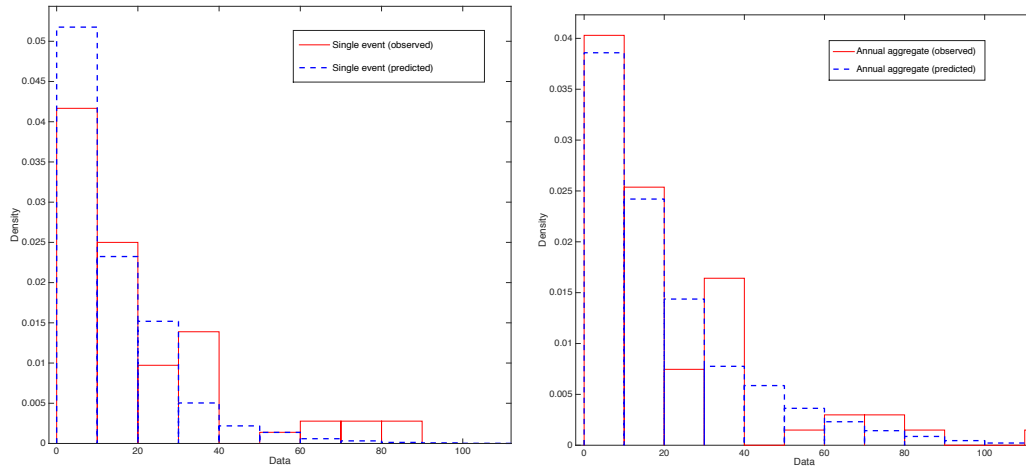 Single event (observed)
Single event (predicted)
0.05
0.045
0.04
0.035
0.03
0.025
0.02
0.015
0.01
0.005
0
Density
0 20 40 60 80 100
Data
Annual aggregate (observed)
Annual aggregate (predicted)
0.04
0.035
0.03
0.025
0.02
0.015
0.01
0.005
0
Density
0 20 40 60 80 100
Data